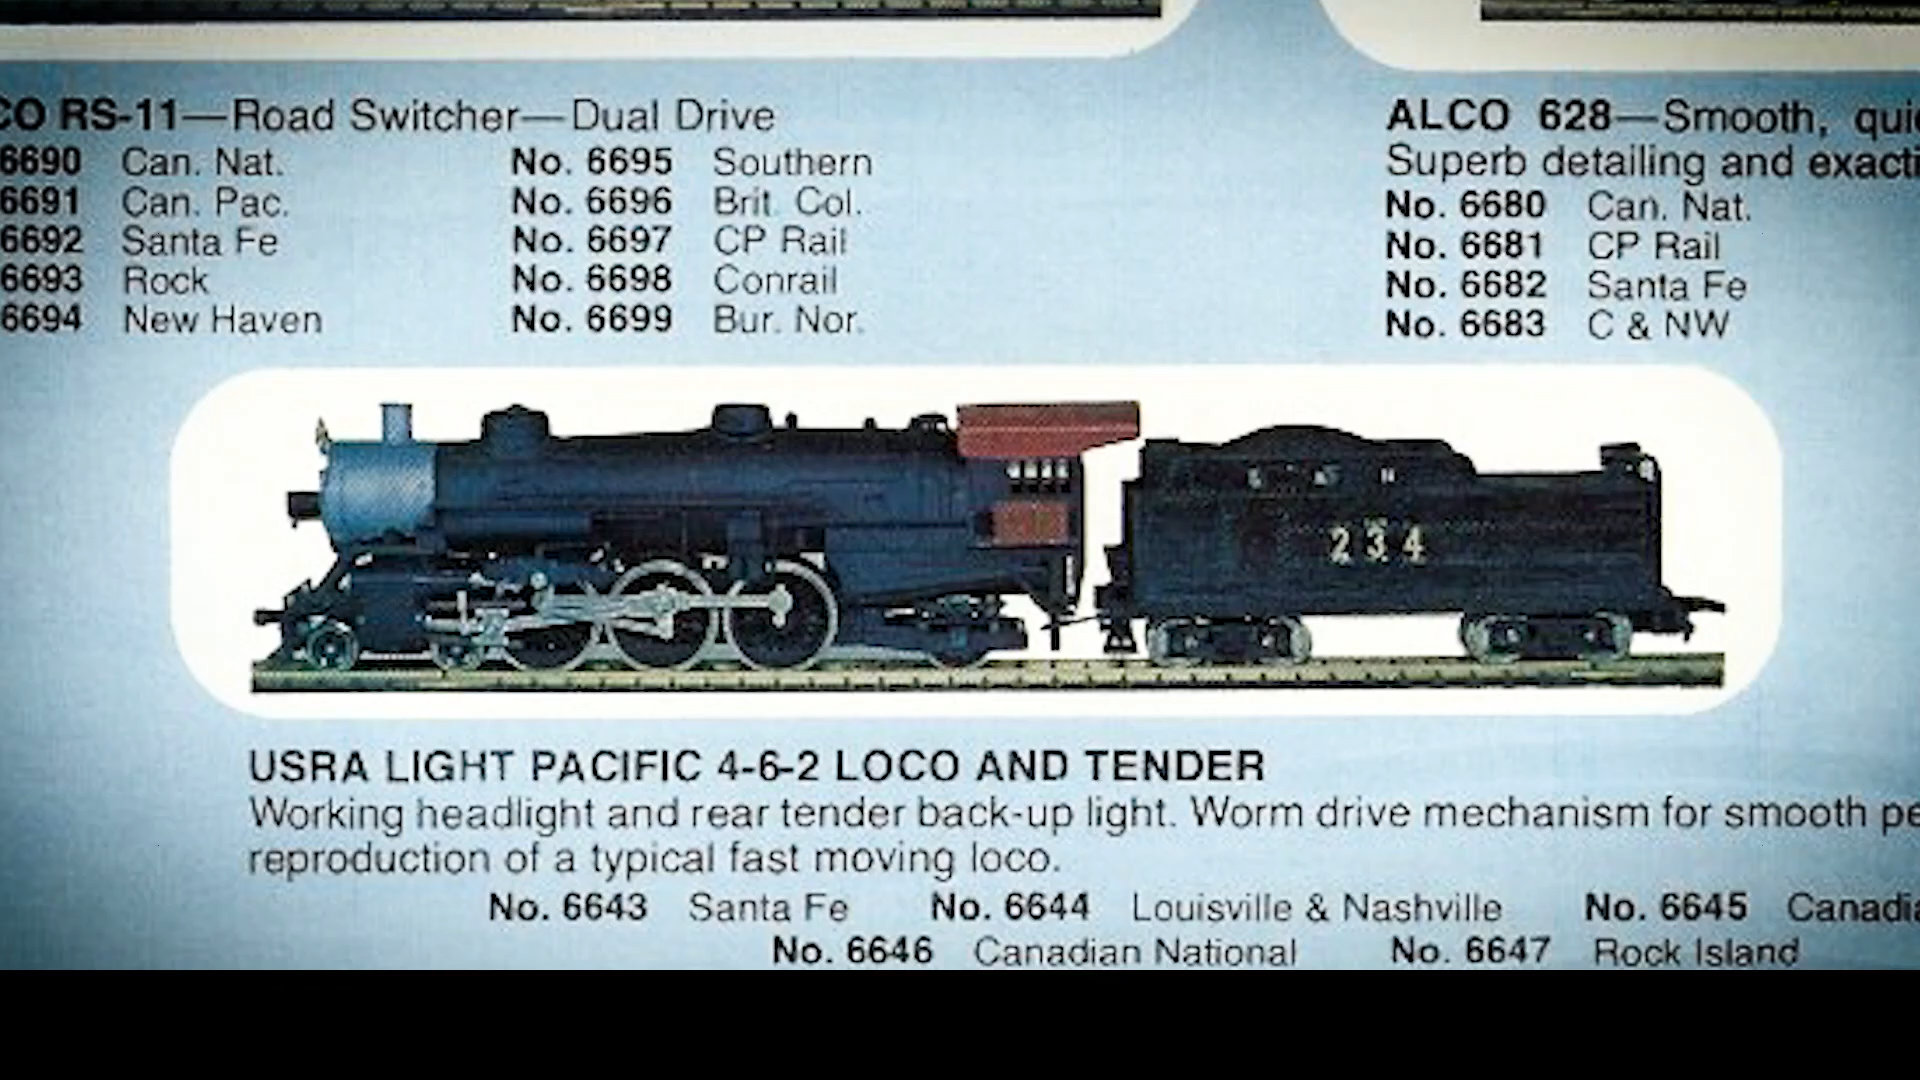 CO RS-11—Road Switcher—Dual Drive
6690 Can. Nat. No. 6695 Southern
6691 Can. Pac. No. 6696 Brit. Col.
6692 Santa Fe No. 6697 CP Rail
6693 Rock No. 6698 Conrail
6694 New Haven No. 6699 Bur. Nor.
ALCO 628—Smooth, qui
Superb detailing and exacti
No. 6680 Can. Nat.
No. 6681 CP Rail
No. 6682 Santa Fe
No. 6683 C & NW
234
USRA LIGHT PACIFIC 4-6-2 LOCO AND TENDER
Working headlight and rear tender back-up light. Worm drive mechanism for smooth pe
reproduction of a typical fast moving loco.
No. 6643 Santa Fe No. 6644 Louisville & Nashville No. 6645 Canadia
No. 6646 Canadian National No. 6647 Rock Island